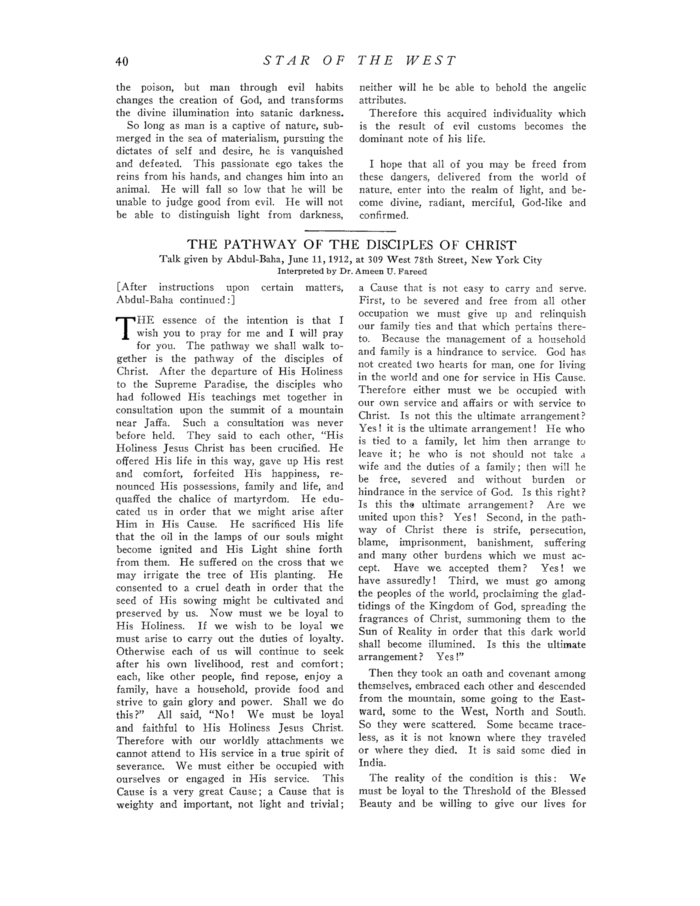 40
STAR OF THE WEST
the poison, but man through evil habits
changes the creation of God, and transforms
the divine illumination into satanic darkness.
So long as man is a captive of nature, sub-
merged in the sea of materialism, pursuing the
dictates of self and desire, he is vanquished
and defeated. This passionate ego takes the
reins from his hands, and changes him into an
animal. He will fall so low that he will be
unable to judge good from evil. He will not
be able to distinguish light from darkness,
neither will he be able to behold the angelic
attributes.
Therefore this acquired individuality which
is the result of evil customs becomes the
dominant note of his life.
I hope that all of you may be freed from
these dangers, delivered from the world of
nature, enter into the realm of light, and be-
come divine, radiant, merciful, God-like and
confirmed.
THE PATHWAY OF THE DISCIPLES OF CHRIST
Talk given by Abdul-Baha, June 11, 1912, at 309 West 78th Street, New York City
Interpreted by Dr. Ameen U. Fareed
[After instructions upon certain matters,
Abdul-Baha continued:]
THE essence of the intention is that I
wish you to pray for me and I will pray
for you. The pathway we shall walk to-
gether is the pathway of the disciples of
Christ. After the departure of His Holiness
to the Supreme Paradise, the disciples who
had followed His teachings met together in
consultation upon the summit of a mountain
near Jaffa. Such a consultation was never
before held. They said to each other, "His
Holiness Jesus Christ has been crucified. He
offered His life in this way, gave up His rest
and comfort, forfeited His happiness, re-
nounced His possessions, family and life, and
quaffed the chalice of martyrdom. He edu-
cated us in order that we might arise after
Him in His Cause. He sacrificed His life
that the oil in the lamps of our souls might
become ignited and His Light shine forth
from them. He suffered on the cross that we
may irrigate the tree of His planting. He
consented to a cruel death in order that the
seed of His sowing might be cultivated and
preserved by us. Now must we be loyal to
His Holiness. If we wish to be loyal we
must arise to carry out the duties of loyalty.
Otherwise each of us will continue to seek
after his own livelihood, rest and comfort;
each, like other people, find repose, enjoy a
family, have a household, provide food and
strive to gain glory and power. Shall we do
this?" All said, "No! We must be loyal
and faithful to His Holiness Jesus Christ.
Therefore with our worldly attachments we
cannot attend to His service in a true spirit of
severance. We must either be occupied with
ourselves or engaged in His service. This
Cause is a very great Cause; a Cause that is
weighty and important, not light and trivial;
a Cause that is not easy to carry and serve.
First, to be severed and free from all other
occupation we must give up and relinquish
our family ties and that which pertains there-
to. Because the management of a household
and family is a hindrance to service. God has
not created two hearts for man, one for living
in the world and one for service in His Cause.
Therefore either must we be occupied with
our own service and affairs or with service to
Christ. Is not this the ultimate arrangement?
Yes! it is the ultimate arrangement! He who
is tied to a family, let him then arrange to
leave it; he who is not should not take a
wife and the duties of a family; then will he
be free, severed and without burden or
hindrance in the service of God. Is this right?
Is this the ultimate arrangement? Are we
united upon this? Yes! Second, in the path-
way of Christ there is strife, persecution,
blame, imprisonment, banishment, suffering
and many other burdens which we must ac-
cept. Have we accepted them? Yes! we
have assuredly! Third, we must go among
the peoples of the world, proclaiming the glad-
tidings of the Kingdom of God, spreading the
fragrances of Christ, summoning them to the
Sun of Reality in order that this dark world
shall become illumined. Is this the ultimate
arrangement? Yes!"
Then they took an oath and covenant among
themselves, embraced each other and descended
from the mountain, some going to the East-
ward, some to the West, North and South.
So they were scattered. Some became trace-
less, as it is not known where they traveled
or where they died. It is said some died in
India.
The reality of the condition is this: We
must be loyal to the Threshold of the Blessed
Beauty and be willing to give our lives for